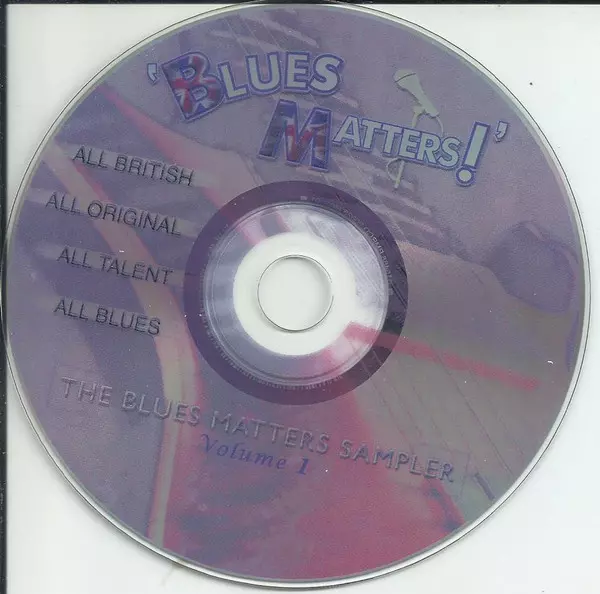 'BLUES
MATTERS!'
ALL BRITISH
ALL ORIGINAL
ALL TALENT
ALL BLUES
THE BLUES MATTERS SAMPLER
Volume 1